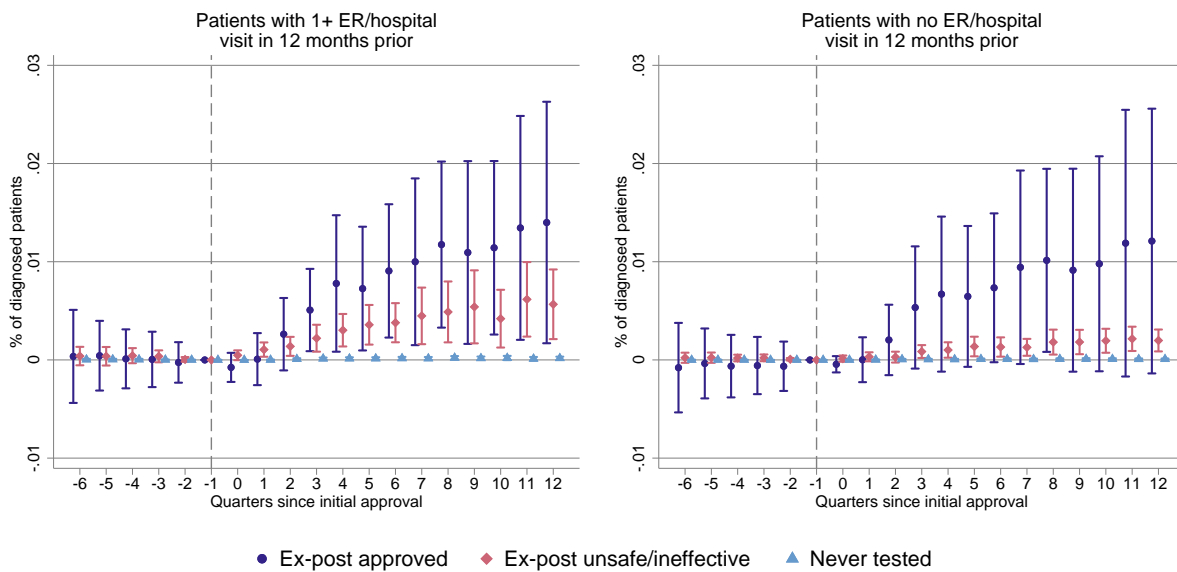 Patients with 1+ ER/hospital
visit in 12 months prior
% of diagnosed patients
.03
.02
.01
0
-.01
-6 -5 -4 -3 -2 -1 0 1 2 3 4 5 6 7 8 9 10 11 12
Quarters since initial approval
Patients with no ER/hospital
visit in 12 months prior
% of diagnosed patients
.03
.02
.01
0
-.01
-6 -5 -4 -3 -2 -1 0 1 2 3 4 5 6 7 8 9 10 11 12
Quarters since initial approval
Ex-post approved Ex-post unsafe/ineffective Never tested